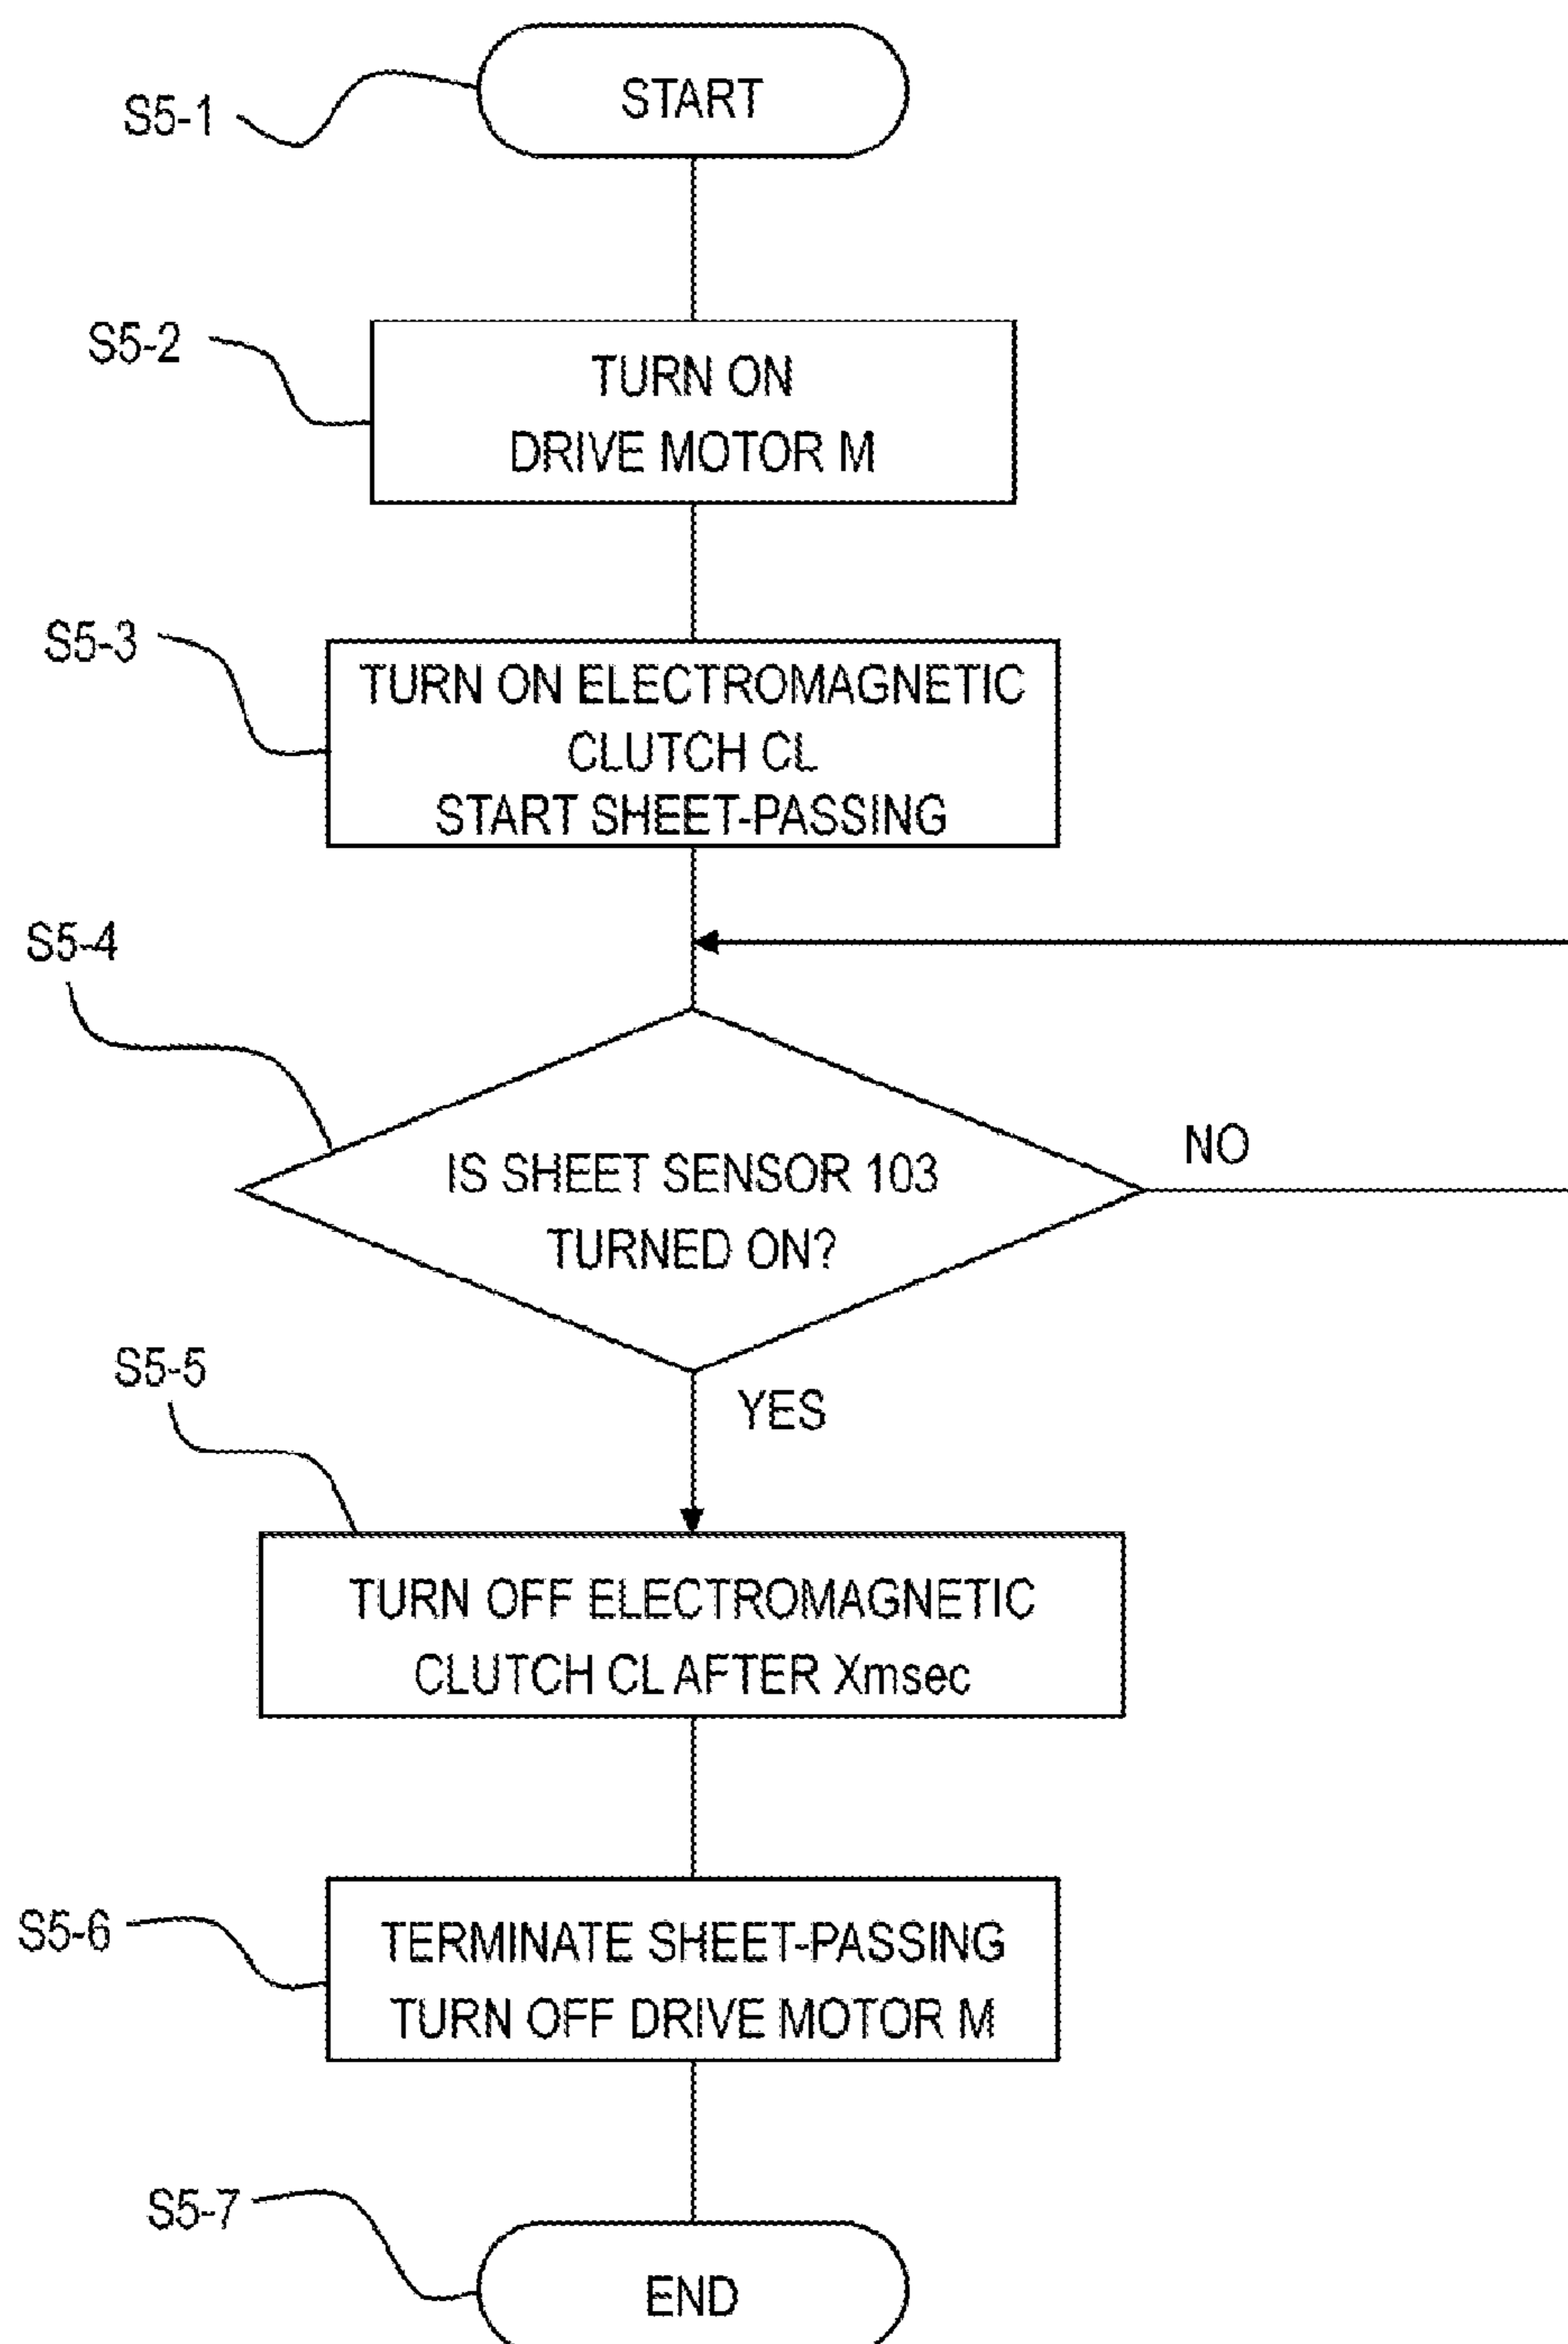 S5-1
START
S5-2
TURN ON
DRIVE MOTOR M
S5-3
TURN ON ELECTROMAGNETIC
CLUTCH CL
START SHEET-PASSING
S5-4
IS SHEET SENSOR 103
TURNED ON?
NO
YES
S5-5
TURN OFF ELECTROMAGNETIC
CLUTCH CL AFTER Xmsec
S5-6
TERMINATE SHEET-PASSING
TURN OFF DRIVE MOTOR M
S5-7
END